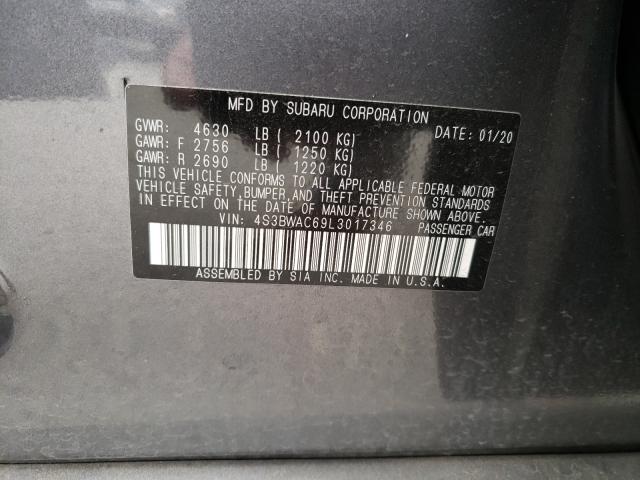 MFD BY SUBARU CORPORATION
GVWR: 4630 LB ( 2100 KG) DATE: 01/20
GAWR: F 2756 LB ( 1250 KG)
GAWR: R 2690 LB ( 1220 KG)
THIS VEHICLE CONFORMS TO ALL APPLICABLE FEDERAL MOTOR
VEHICLE SAFETY, BUMPER, AND THEFT PREVENTION STANDARDS
IN EFFECT ON THE DATE OF MANUFACTURE SHOWN ABOVE.
VIN: 4S3BWAC69L3017346 PASSENGER CAR
ASSEMBLED BY SIA INC. MADE IN U.S.A.